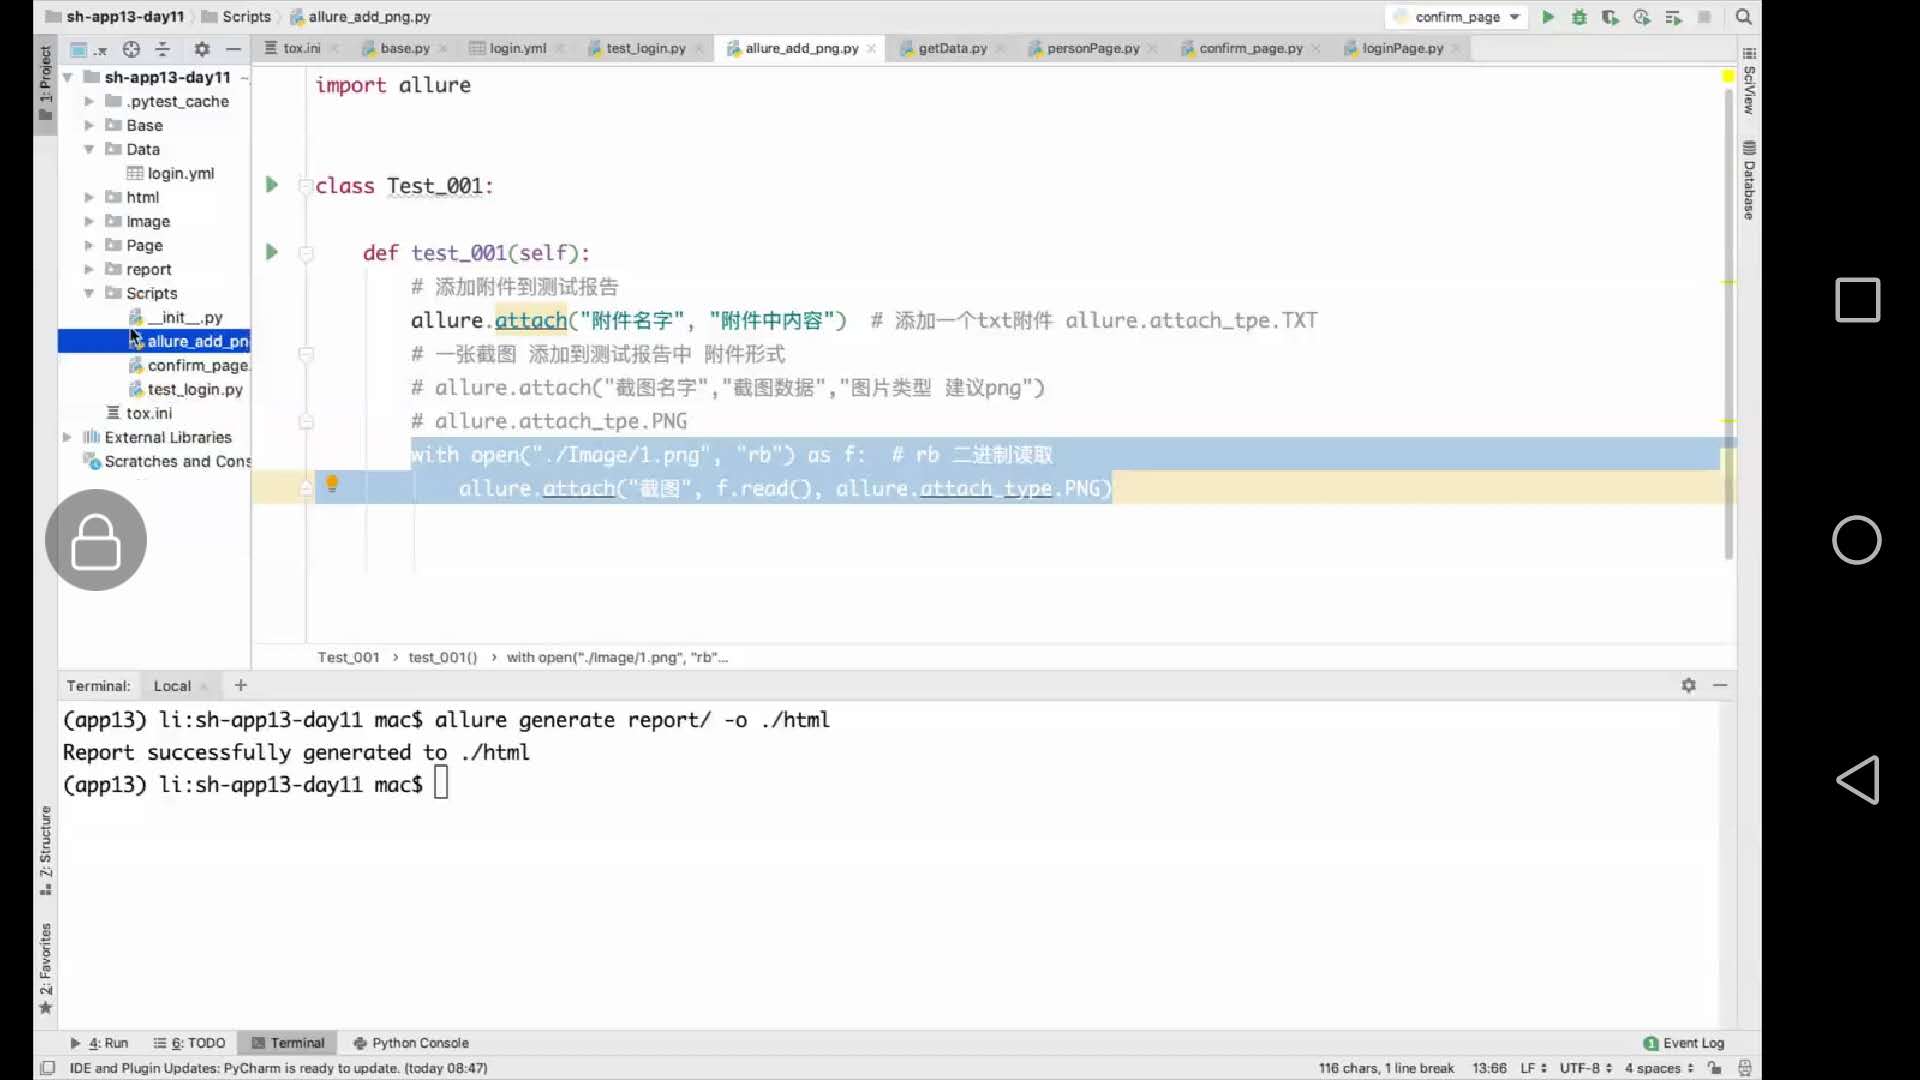 sh-app13-day11 Scripts allure_add_png.py confirm_page
tox.ini base.py login.yml test_login.py allure_add_png.py getData.py personPage.py confirm_page.py loginPage.py
1: Project
sh-app13-day11
.pytest_cache
Base
Data
login.yml
html
Image
Page
report
Scripts
__init__.py
allure_add_pn
confirm_page.
test_login.py
tox.ini
External Libraries
Scratches and Cons
import allure
class Test_001:
def test_001(self):
# 添加附件到测试报告
allure.attach("附件名字", "附件中内容") # 添加一个txt附件 allure.attach_tpe.TXT
# 一张截图 添加到测试报告中 附件形式
# allure.attach("截图名字","截图数据","图片类型 建议png")
# allure.attach_tpe.PNG
with open("./Image/1.png", "rb") as f: # rb 二进制读取
allure.attach("截图", f.read(), allure.attach_type.PNG)
Test_001 › test_001() › with open("./Image/1.png", "rb"...
SciView
Database
Terminal: Local +
(app13) li:sh-app13-day11 mac$ allure generate report/ -o ./html
Report successfully generated to ./html
(app13) li:sh-app13-day11 mac$
7: Structure
2: Favorites
4: Run 6: TODO Terminal Python Console 1 Event Log
IDE and Plugin Updates: PyCharm is ready to update. (today 08:47) 116 chars, 1 line break 13:66 LF UTF-8 4 spaces